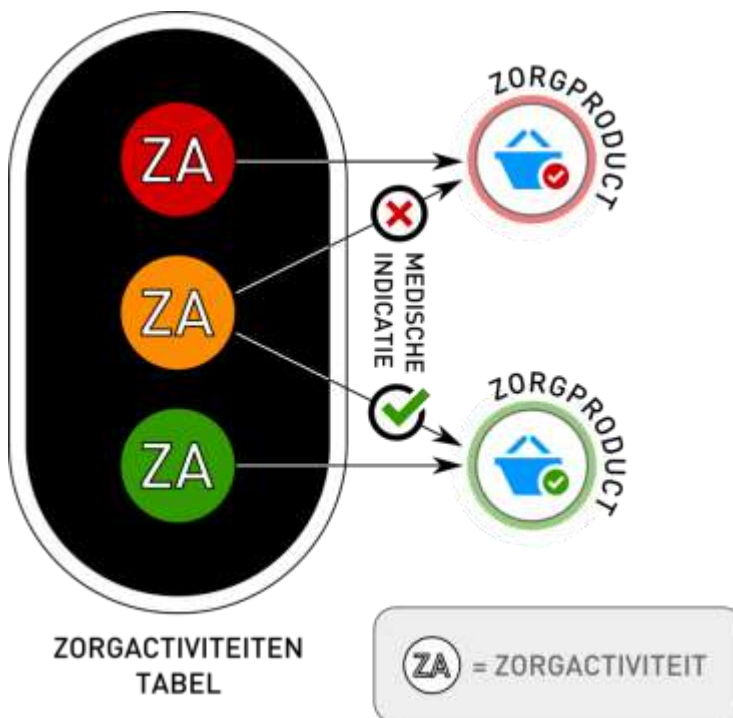 ZORGPRODUCT
ZA
MEDISCHE
INDICATIE
ZA
ZORGPRODUCT
ZA
ZORGACTIVITEITEN
TABEL
ZA = ZORGACTIVITEIT